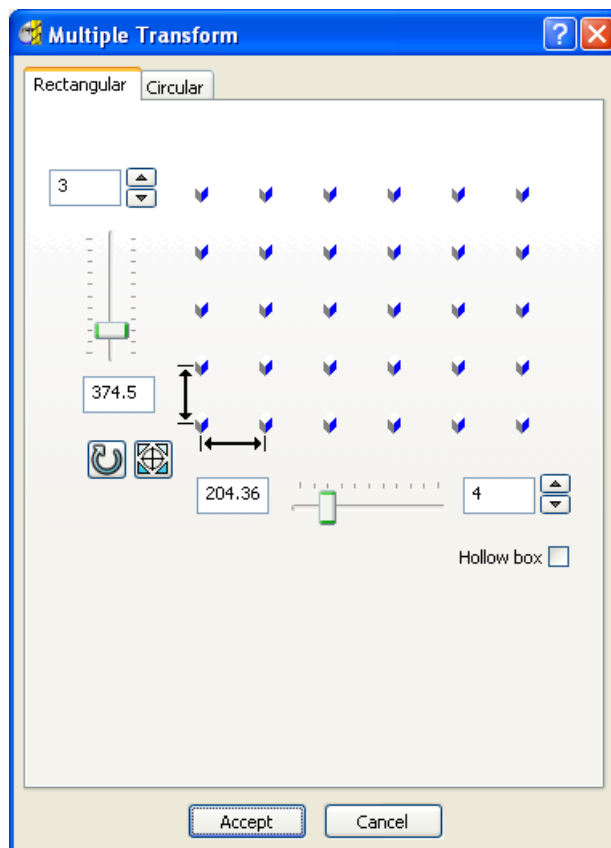 Multiple Transform
Rectangular Circular
3
374.5
204.36 4
Hollow box
Accept Cancel